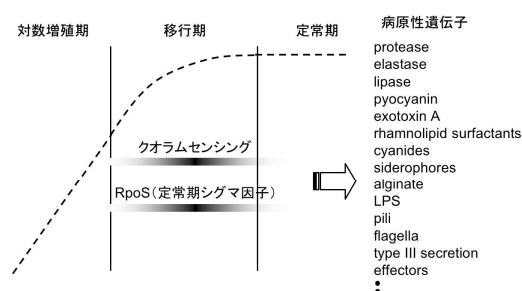 対数増殖期
移行期
定常期
病原性遺伝子
クオラムセンシング
RpoS（定常期シグマ因子）
protease
elastase
lipase
pyocyanin
exotoxin A
rhamnolipid surfactants
cyanides
siderophores
alginate
LPS
pili
flagella
type III secretion
effectors